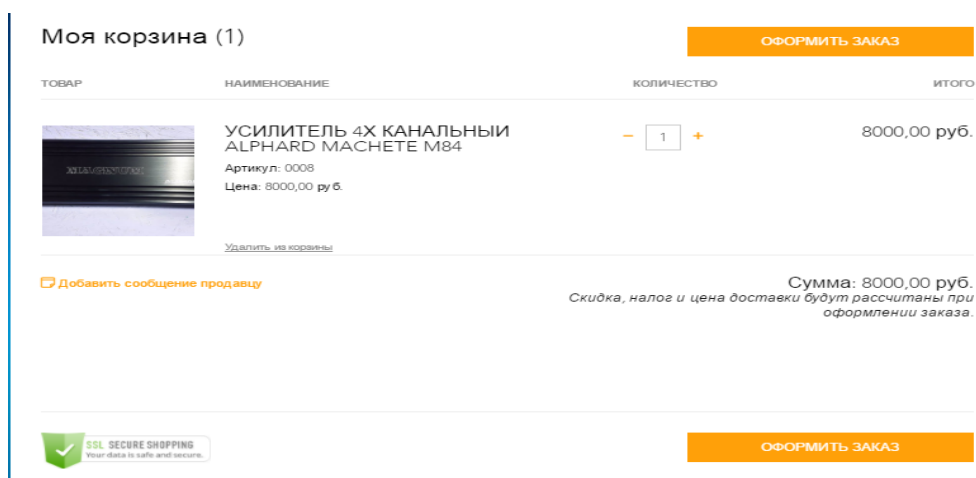 Моя корзина (1)
ОФОРМИТЬ ЗАКАЗ
ТОВАР НАИМЕНОВАНИЕ КОЛИЧЕСТВО ИТОГО
УСИЛИТЕЛЬ 4Х КАНАЛЬНЫЙ
ALPHARD MACHETE M84
− 1 +
8000,00 руб.
Артикул: 0008
Цена: 8000,00 руб.
Удалить из корзины
Добавить сообщение продавцу
Сумма: 8000,00 руб.
Скидка, налог и цена доставки будут рассчитаны при
оформлении заказа.
SSL SECURE SHOPPING
Your data is safe and secure.
ОФОРМИТЬ ЗАКАЗ